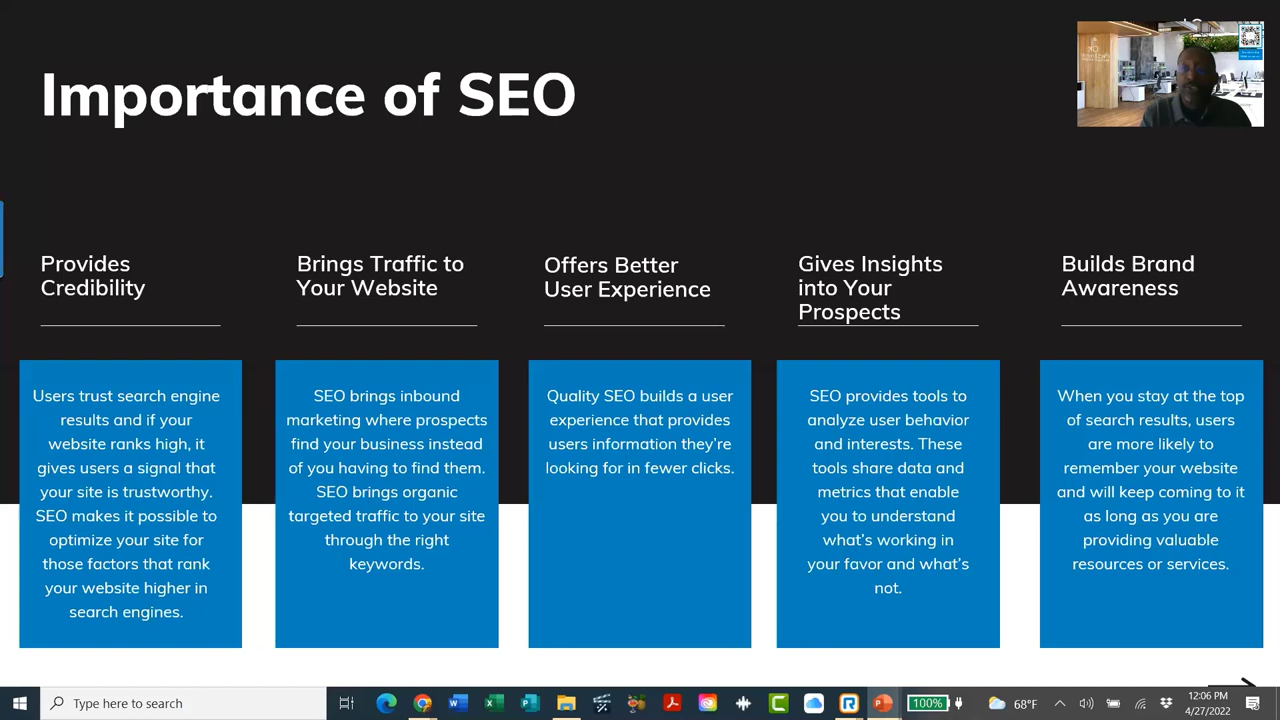 Importance of SEO
Provides
Credibility
Users trust search engine
results and if your
website ranks high, it
gives users a signal that
your site is trustworthy.
SEO makes it possible to
optimize your site for
those factors that rank
your website higher in
search engines.
Brings Traffic to
Your Website
SEO brings inbound
marketing where prospects
find your business instead
of you having to find them.
SEO brings organic
targeted traffic to your site
through the right
keywords.
Offers Better
User Experience
Quality SEO builds a user
experience that provides
users information they're
looking for in fewer clicks.
Gives Insights
into Your
Prospects
SEO provides tools to
analyze user behavior
and interests. These
tools share data and
metrics that enable
you to understand
what's working in
your favor and what's
not.
Builds Brand
Awareness
When you stay at the top
of search results, users
are more likely to
remember your website
and will keep coming to it
as long as you are
providing valuable
resources or services.
Type here to search
100%
68°F
12:06 PM
4/27/2022